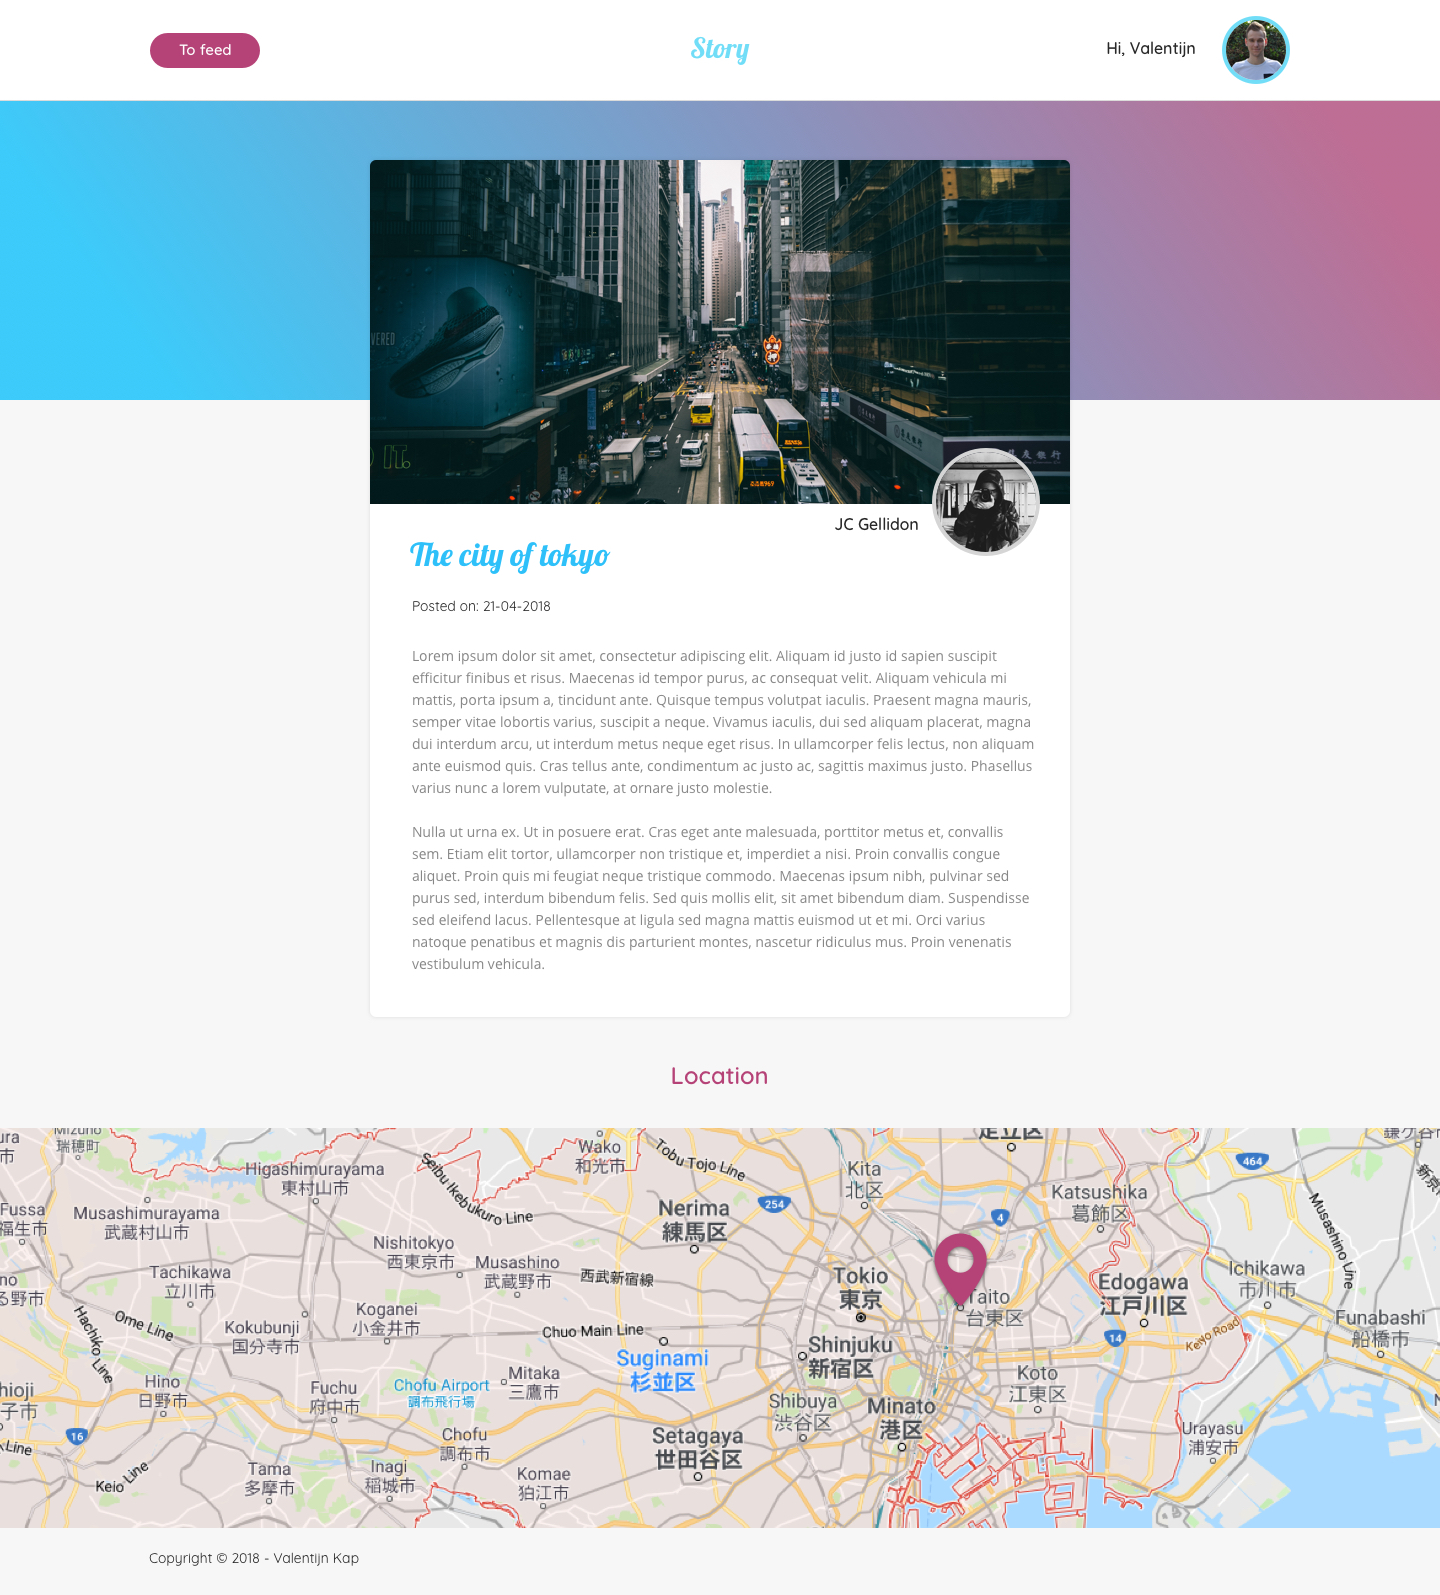 To feed
Story
Hi, Valentijn
IT.
JC Gellidon
The city of tokyo
Posted on: 21-04-2018
Lorem ipsum dolor sit amet, consectetur adipiscing elit. Aliquam id justo id sapien suscipit
efficitur finibus et risus. Maecenas id tempor purus, ac consequat velit. Aliquam vehicula mi
mattis, porta ipsum a, tincidunt ante. Quisque tempus volutpat iaculis. Praesent magna mauris,
semper vitae lobortis varius, suscipit a neque. Vivamus iaculis, dui sed aliquam placerat, magna
dui interdum arcu, ut interdum metus neque eget risus. In ullamcorper felis lectus, non aliquam
ante euismod quis. Cras tellus ante, condimentum ac justo ac, sagittis maximus justo. Phasellus
varius nunc a lorem vulputate, at ornare justo molestie.
Nulla ut urna ex. Ut in posuere erat. Cras eget ante malesuada, porttitor metus et, convallis
sem. Etiam elit tortor, ullamcorper non tristique et, imperdiet a nisi. Proin convallis congue
aliquet. Proin quis mi feugiat neque tristique commodo. Maecenas ipsum nibh, pulvinar sed
purus sed, interdum bibendum felis. Sed quis mollis elit, sit amet bibendum diam. Suspendisse
sed eleifend lacus. Pellentesque at ligula sed magna mattis euismod ut et mi. Orci varius
natoque penatibus et magnis dis parturient montes, nascetur ridiculus mus. Proin venenatis
vestibulum vehicula.
Location
Mizuho
瑞穂町
足立区
Wako
和光市
Tobu Tojo Line
Higashimurayama
東村山市
Seibu Ikebukuro Line
Kita
北区
464
Katsushika
葛飾区
Fussa
福生市
Musashimurayama
武蔵村山市
Nerima
練馬区
254
4
Musashino Line
Nishitokyo
西東京市
Musashino
武蔵野市
西武新宿線
Tachikawa
立川市
Tokio
東京
Taito
台東区
Edogawa
江戸川区
Ichikawa
市川市
Hachiko Line
Ome Line
Kokubunji
国分寺市
Koganei
小金井市
Chuo Main Line
Shinjuku
新宿区
14
Keiyo Road
Funabashi
船橋市
Suginami
杉並区
Hino
日野市
Fuchu
府中市
Chofu Airport
調布飛行場
Mitaka
三鷹市
Koto
江東区
Shibuya
渋谷区
Minato
港区
16
Line
Chofu
調布市
Setagaya
世田谷区
Urayasu
浦安市
Keio Line
Tama
多摩市
Inagi
稲城市
Komae
狛江市
Copyright © 2018 - Valentijn Kap